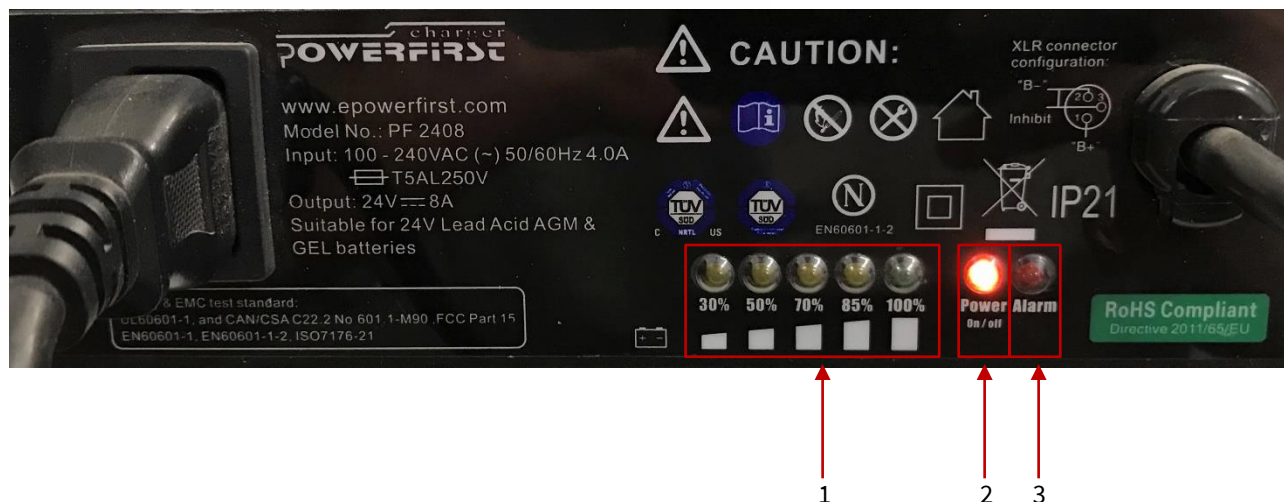 charger
POWERFIRST
www.epowerfirst.com
Model No.: PF 2408
Input: 100 - 240VAC (~) 50/60Hz 4.0A
T5AL250V
Output: 24V 8A
Suitable for 24V Lead Acid AGM &
GEL batteries
& EMC test standard:
UL60601-1, and CAN/CSA C22.2 No 601.1-M90 ,FCC Part 15
EN60601-1, EN60601-1-2, ISO7176-21
CAUTION:
XLR connector
configuration:
"B-"
2 3
Inhibit
1
"B+"
i
TÜV
SÜD
C NRTL US
TÜV
SÜD
N
EN60601-1-2
IP21
30% 50% 70% 85% 100%
Power
On/off
Alarm
+ -
RoHS Compliant
Directive 2011/65/EU
1 2 3